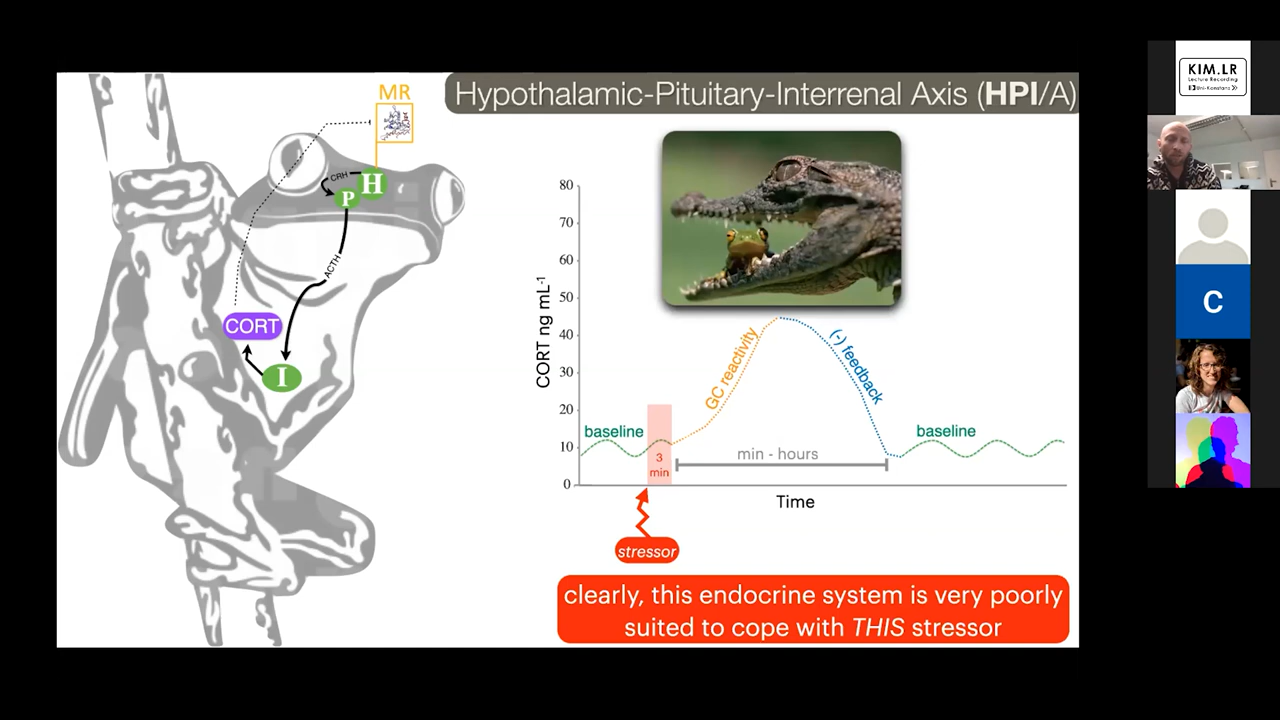 Hypothalamic-Pituitary-Interrenal Axis (HPI/A)
MR
CRH
H
P
ACTH
CORT
I
CORT ng mL-1
80
70
60
50
40
30
20
10
0
baseline
3
min
GC reactivity
(-) feedback
min - hours
baseline
Time
stressor
clearly, this endocrine system is very poorly
suited to cope with THIS stressor
KIM.LR
Lecture Recording
Uni-Konstanz
C